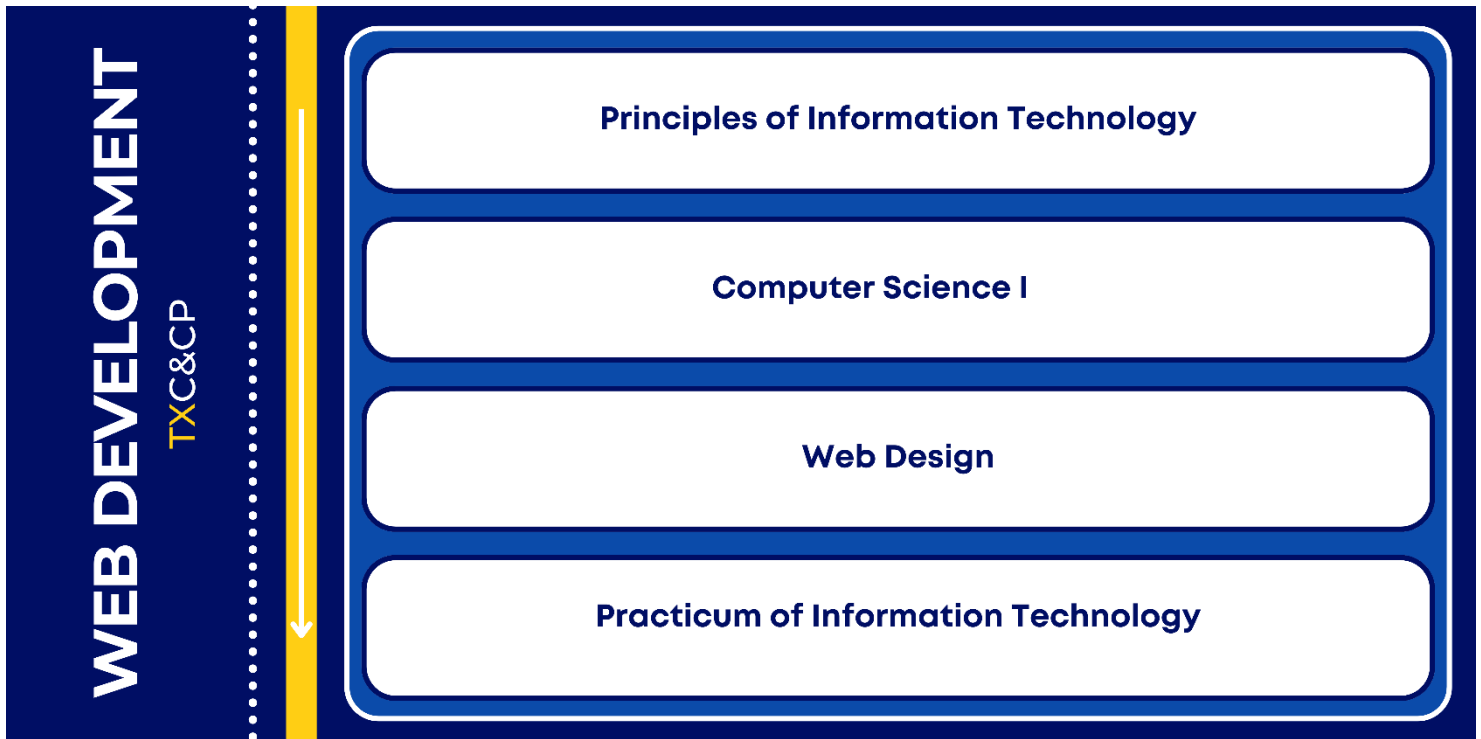 WEB DEVELOPMENT
TXC&CP
Principles of Information Technology
Computer Science I
Web Design
Practicum of Information Technology